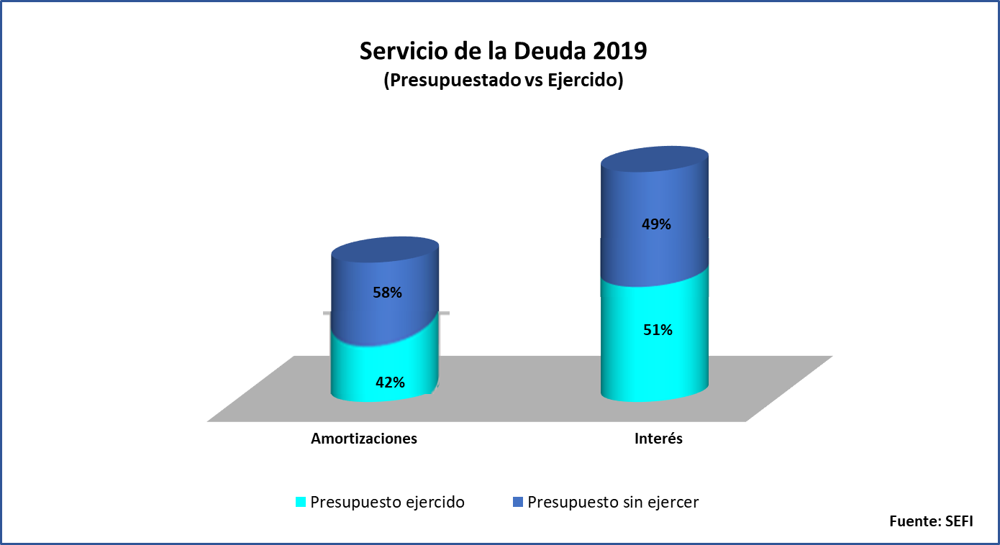 Servicio de la Deuda 2019
(Presupuestado vs Ejercido)
49%
58%
51%
42%
Amortizaciones
Interés
Presupuesto ejercido
Presupuesto sin ejercer
Fuente: SEFI